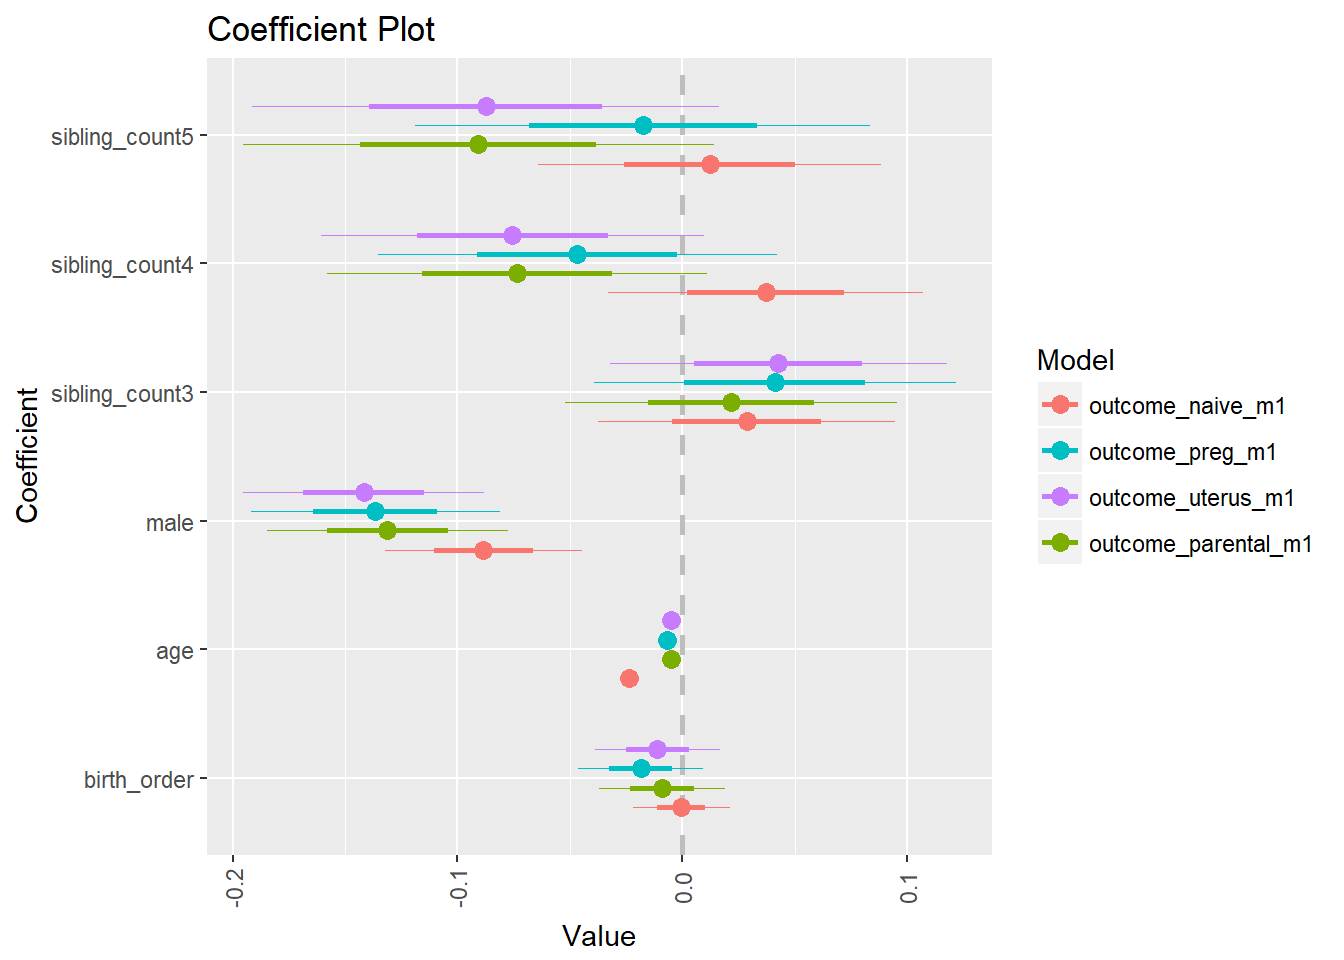 Coefficient Plot
Coefficient
sibling_count5
sibling_count4
sibling_count3
male
age
birth_order
-0.2
-0.1
0.0
0.1
Value
Model
outcome_naive_m1
outcome_preg_m1
outcome_uterus_m1
outcome_parental_m1